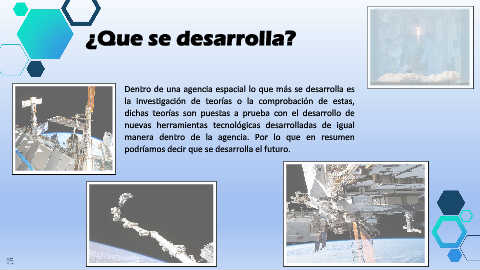 ¿Que se desarrolla?
Dentro de una agencia espacial lo que más se desarrolla es
la investigación de teorías o la comprobación de estas,
dichas teorías son puestas a prueba con el desarrollo de
nuevas herramientas tecnológicas desarrolladas de igual
manera dentro de la agencia. Por lo que en resumen
podríamos decir que se desarrolla el futuro.